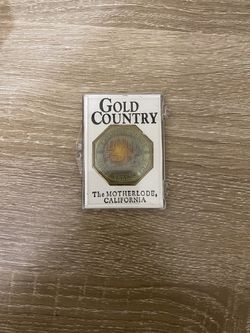 GOLD
COUNTRY
The MOTHERLODE,
CALIFORNIA